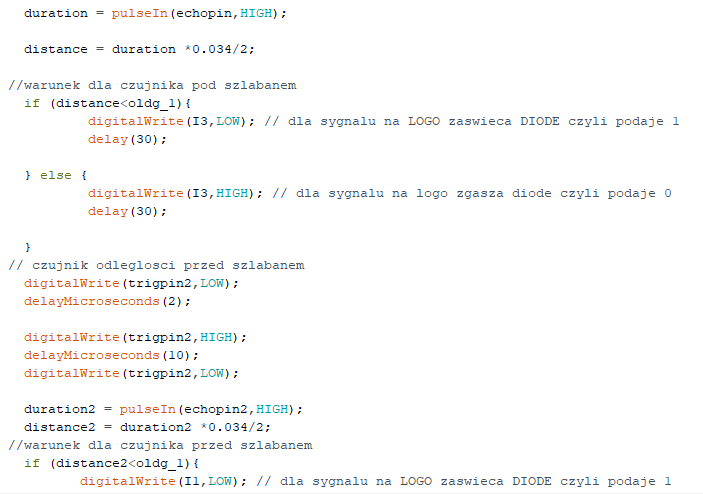 duration = pulseIn(echopin,HIGH);
distance = duration *0.034/2;
//warunek dla czujnika pod szlabanem
if (distance<oldg_1){
digitalWrite(I3,LOW); // dla sygnalu na LOGO zaswieca DIODE czyli podaje 1
delay(30);
} else {
digitalWrite(I3,HIGH); // dla sygnalu na logo zgasza diode czyli podaje 0
delay(30);
}
// czujnik odleglosci przed szlabanem
digitalWrite(trigpin2,LOW);
delayMicroseconds(2);
digitalWrite(trigpin2,HIGH);
delayMicroseconds(10);
digitalWrite(trigpin2,LOW);
duration2 = pulseIn(echopin2,HIGH);
distance2 = duration2 *0.034/2;
//warunek dla czujnika przed szlabanem
if (distance2<oldg_1){
digitalWrite(I1,LOW); // dla sygnalu na LOGO zaswieca DIODE czyli podaje 1